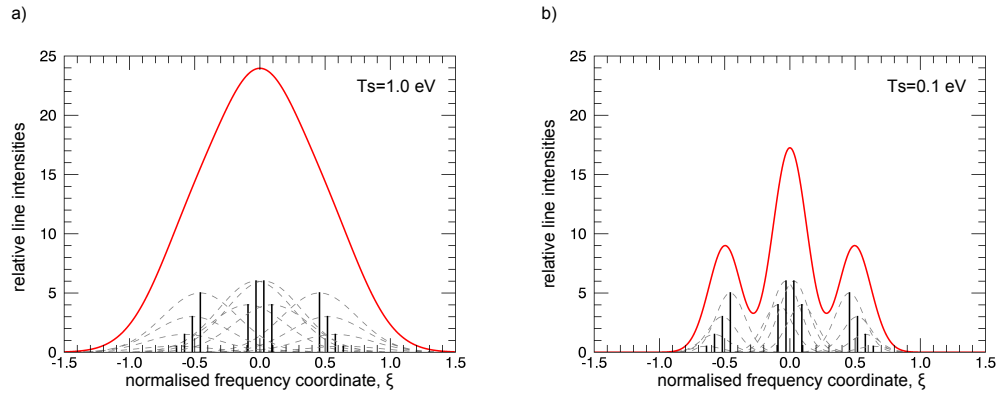 a)
25
20
15
10
5
0
relative line intensities
Ts=1.0 eV
-1.5 -1.0 -0.5 0.0 0.5 1.0 1.5
normalised frequency coordinate, ξ
b)
25
20
15
10
5
0
relative line intensities
Ts=0.1 eV
-1.5 -1.0 -0.5 0.0 0.5 1.0 1.5
normalised frequency coordinate, ξ